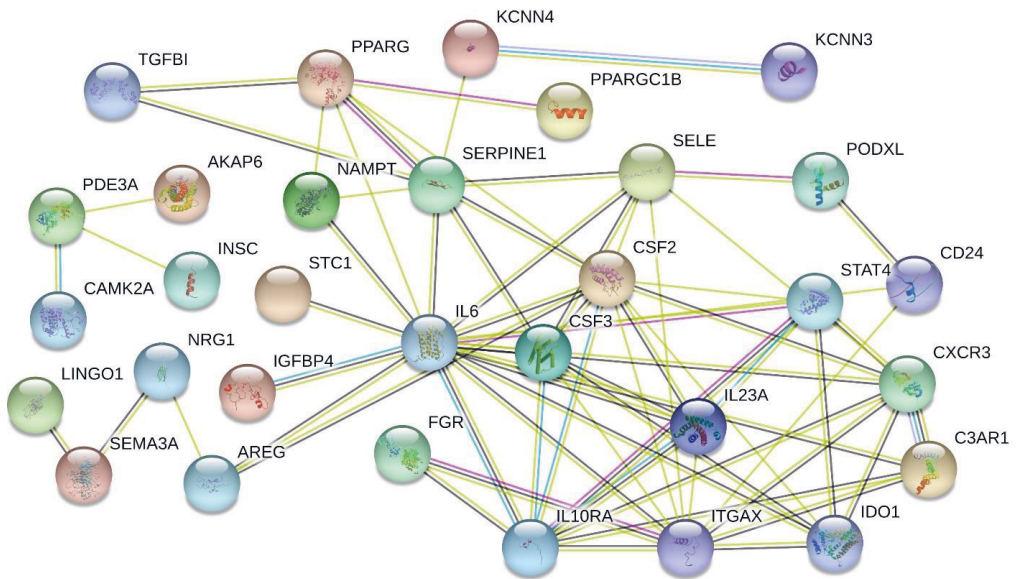 KCNN4
PPARG
KCNN3
TGFBI
PPARGC1B
SELE
SERPINE1
PODXL
AKAP6
NAMPT
PDE3A
INSC
CSF2
CD24
STC1
STAT4
CAMK2A
IL6
CSF3
NRG1
CXCR3
IGFBP4
LINGO1
IL23A
FGR
C3AR1
SEMA3A
AREG
IL10RA
ITGAX
IDO1